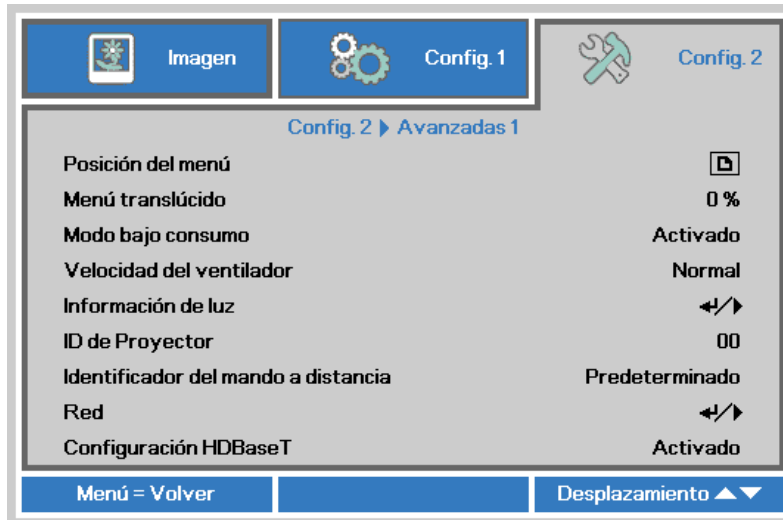 Imagen
Config. 1
Config. 2
Config. 2 ▶ Avanzadas 1
Posición del menú
Menú translúcido 0 %
Modo bajo consumo Activado
Velocidad del ventilador Normal
Información de luz ↵/▶
ID de Proyector 00
Identificador del mando a distancia Predeterminado
Red ↵/▶
Configuración HDBaseT Activado
Menú = Volver
Desplazamiento ▲▼